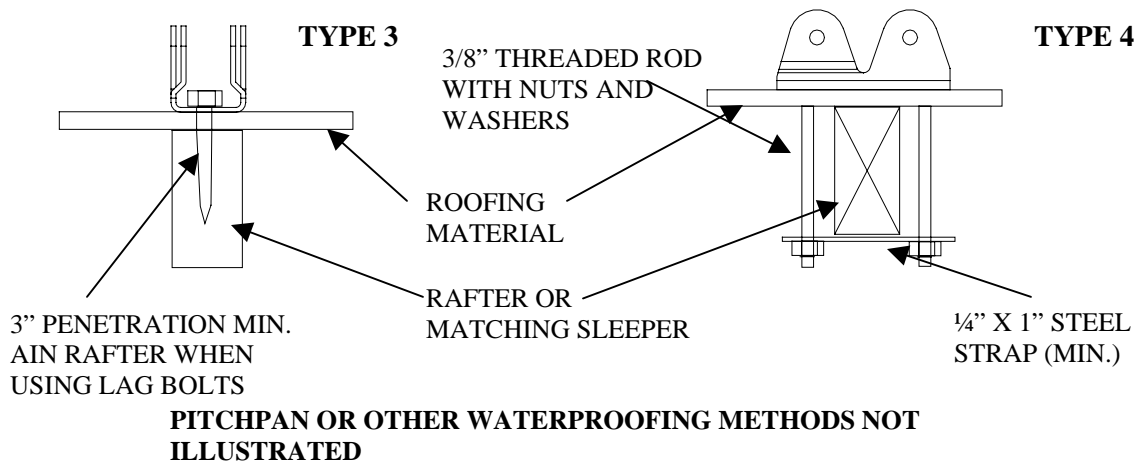 TYPE 3
TYPE 4
3/8” THREADED ROD
WITH NUTS AND
WASHERS
ROOFING
MATERIAL
RAFTER OR
MATCHING SLEEPER
3” PENETRATION MIN.
AIN RAFTER WHEN
USING LAG BOLTS
¼” X 1” STEEL
STRAP (MIN.)
PITCHPAN OR OTHER WATERPROOFING METHODS NOT
ILLUSTRATED